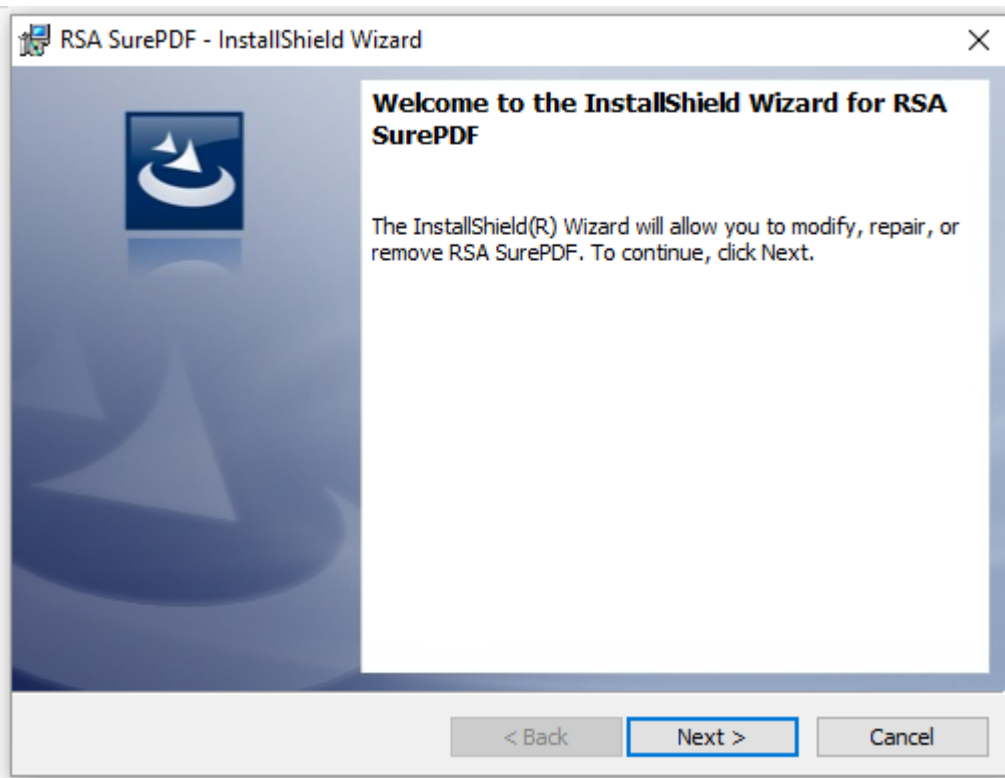 RSA SurePDF - InstallShield Wizard
Welcome to the InstallShield Wizard for RSA
SurePDF
The InstallShield(R) Wizard will allow you to modify, repair, or
remove RSA SurePDF. To continue, click Next.
< Back
Next >
Cancel